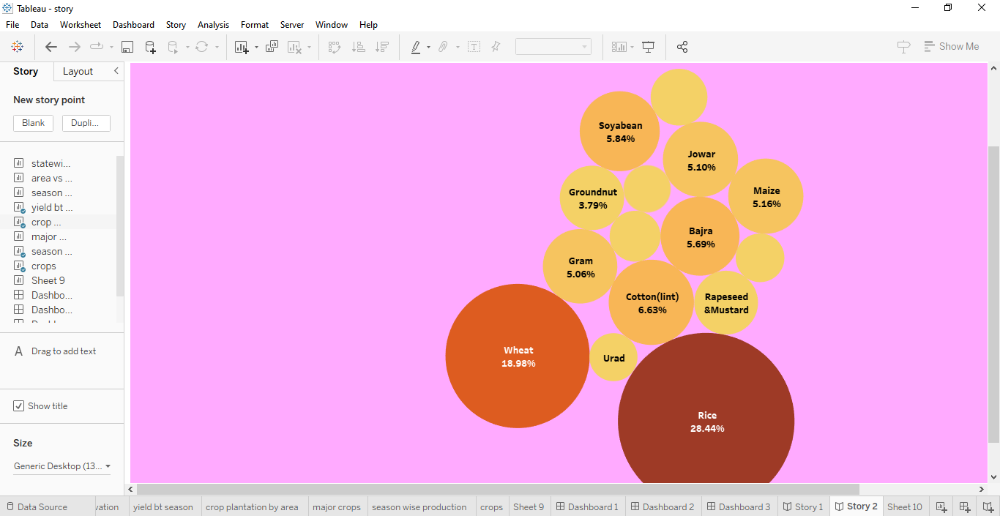 Tableau - story
File Data Worksheet Dashboard Story Analysis Format Server Window Help
Show Me
Story Layout
New story point
Blank Dupli...
statewi...
area vs ...
season ...
yield bt ...
crop ...
major ...
season ...
crops
Sheet 9
Dashbo...
Dashbo...
A Drag to add text
Show title
Size
Generic Desktop (13...
Soyabean
5.84%
Jowar
5.10%
Maize
5.16%
Groundnut
3.79%
Bajra
5.69%
Gram
5.06%
Cotton(lint)
6.63%
Rapeseed
&Mustard
Wheat
18.98%
Urad
Rice
28.44%
Data Source vation yield bt season crop plantation by area major crops season wise production crops Sheet 9 Dashboard 1 Dashboard 2 Dashboard 3 Story 1 Story 2 Sheet 10